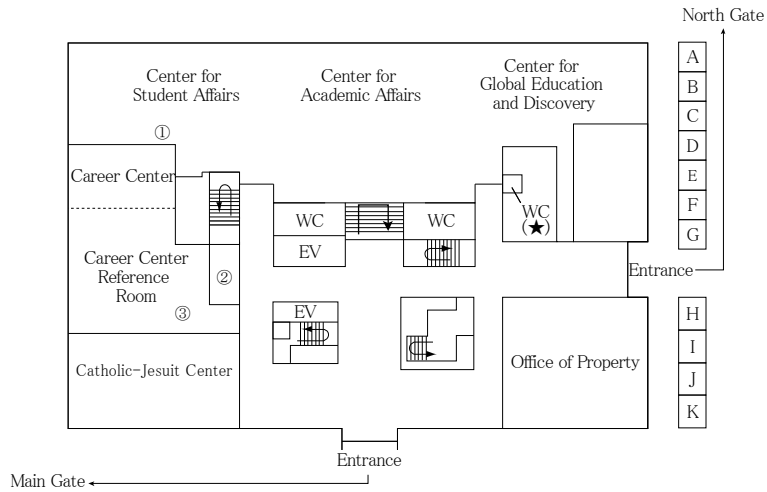 North Gate
Center for
Student Affairs
Center for
Academic Affairs
Center for
Global Education
and Discovery
A
B
C
D
E
F
G
①
Career Center
WC
WC
WC
(★)
EV
Career Center
Reference
Room
②
③
Entrance
EV
H
I
J
K
Catholic-Jesuit Center
Office of Property
Entrance
Main Gate